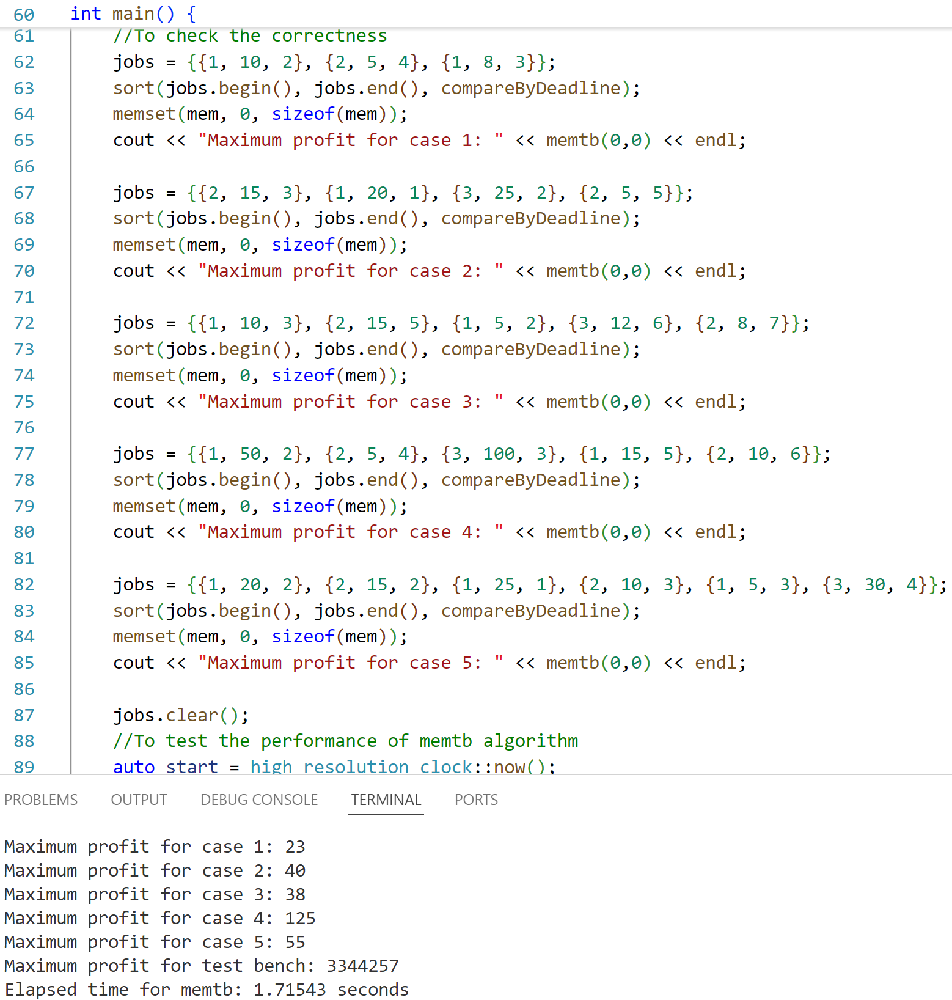 60 int main() {
61 //To check the correctness
62 jobs = {{1, 10, 2}, {2, 5, 4}, {1, 8, 3}};
63 sort(jobs.begin(), jobs.end(), compareByDeadline);
64 memset(mem, 0, sizeof(mem));
65 cout << "Maximum profit for case 1: " << memtb(0,0) << endl;
66
67 jobs = {{2, 15, 3}, {1, 20, 1}, {3, 25, 2}, {2, 5, 5}};
68 sort(jobs.begin(), jobs.end(), compareByDeadline);
69 memset(mem, 0, sizeof(mem));
70 cout << "Maximum profit for case 2: " << memtb(0,0) << endl;
71
72 jobs = {{1, 10, 3}, {2, 15, 5}, {1, 5, 2}, {3, 12, 6}, {2, 8, 7}};
73 sort(jobs.begin(), jobs.end(), compareByDeadline);
74 memset(mem, 0, sizeof(mem));
75 cout << "Maximum profit for case 3: " << memtb(0,0) << endl;
76
77 jobs = {{1, 50, 2}, {2, 5, 4}, {3, 100, 3}, {1, 15, 5}, {2, 10, 6}};
78 sort(jobs.begin(), jobs.end(), compareByDeadline);
79 memset(mem, 0, sizeof(mem));
80 cout << "Maximum profit for case 4: " << memtb(0,0) << endl;
81
82 jobs = {{1, 20, 2}, {2, 15, 2}, {1, 25, 1}, {2, 10, 3}, {1, 5, 3}, {3, 30, 4}};
83 sort(jobs.begin(), jobs.end(), compareByDeadline);
84 memset(mem, 0, sizeof(mem));
85 cout << "Maximum profit for case 5: " << memtb(0,0) << endl;
86
87 jobs.clear();
88 //To test the performance of memtb algorithm
89 auto start = high_resolution_clock::now();
PROBLEMS OUTPUT DEBUG CONSOLE TERMINAL PORTS
Maximum profit for case 1: 23
Maximum profit for case 2: 40
Maximum profit for case 3: 38
Maximum profit for case 4: 125
Maximum profit for case 5: 55
Maximum profit for test bench: 3344257
Elapsed time for memtb: 1.71543 seconds